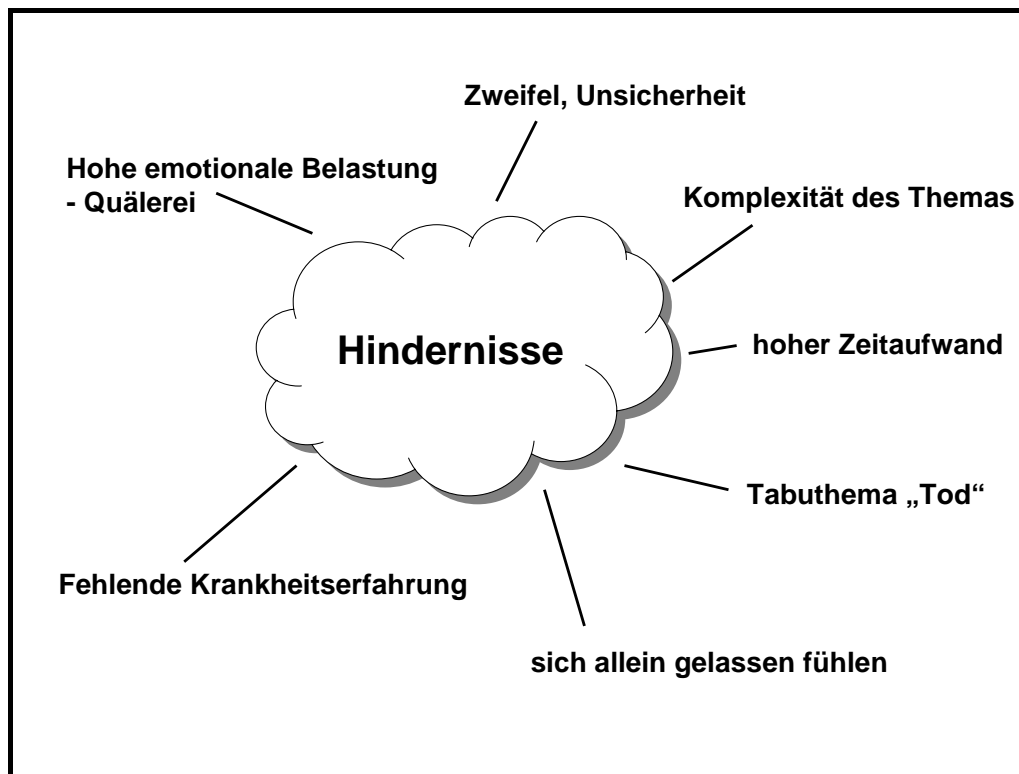 Zweifel, Unsicherheit
Hohe emotionale Belastung
- Quälerei
Komplexität des Themas
Hindernisse
hoher Zeitaufwand
Tabuthema „Tod“
Fehlende Krankheitserfahrung
sich allein gelassen fühlen